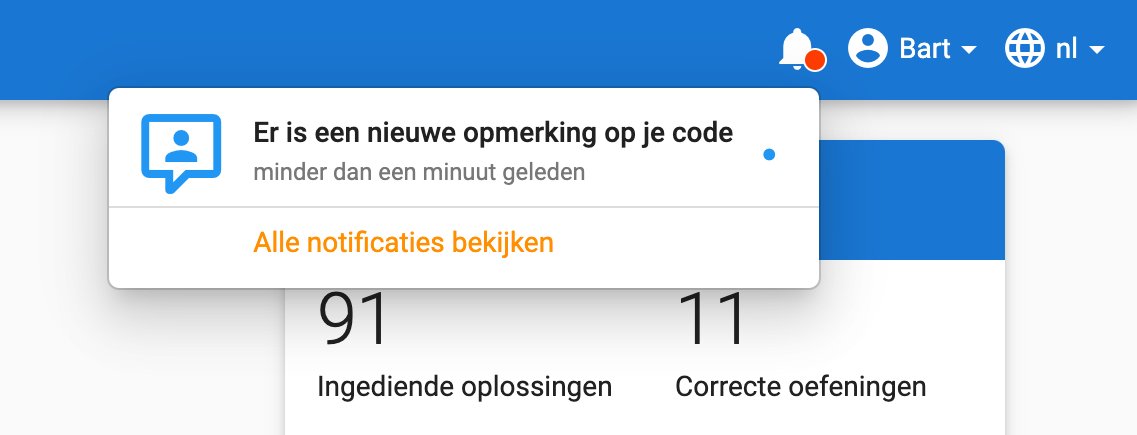 Bart
nl
Er is een nieuwe opmerking op je code
minder dan een minuut geleden
Alle notificaties bekijken
91
11
Ingediende oplossingen
Correcte oefeningen